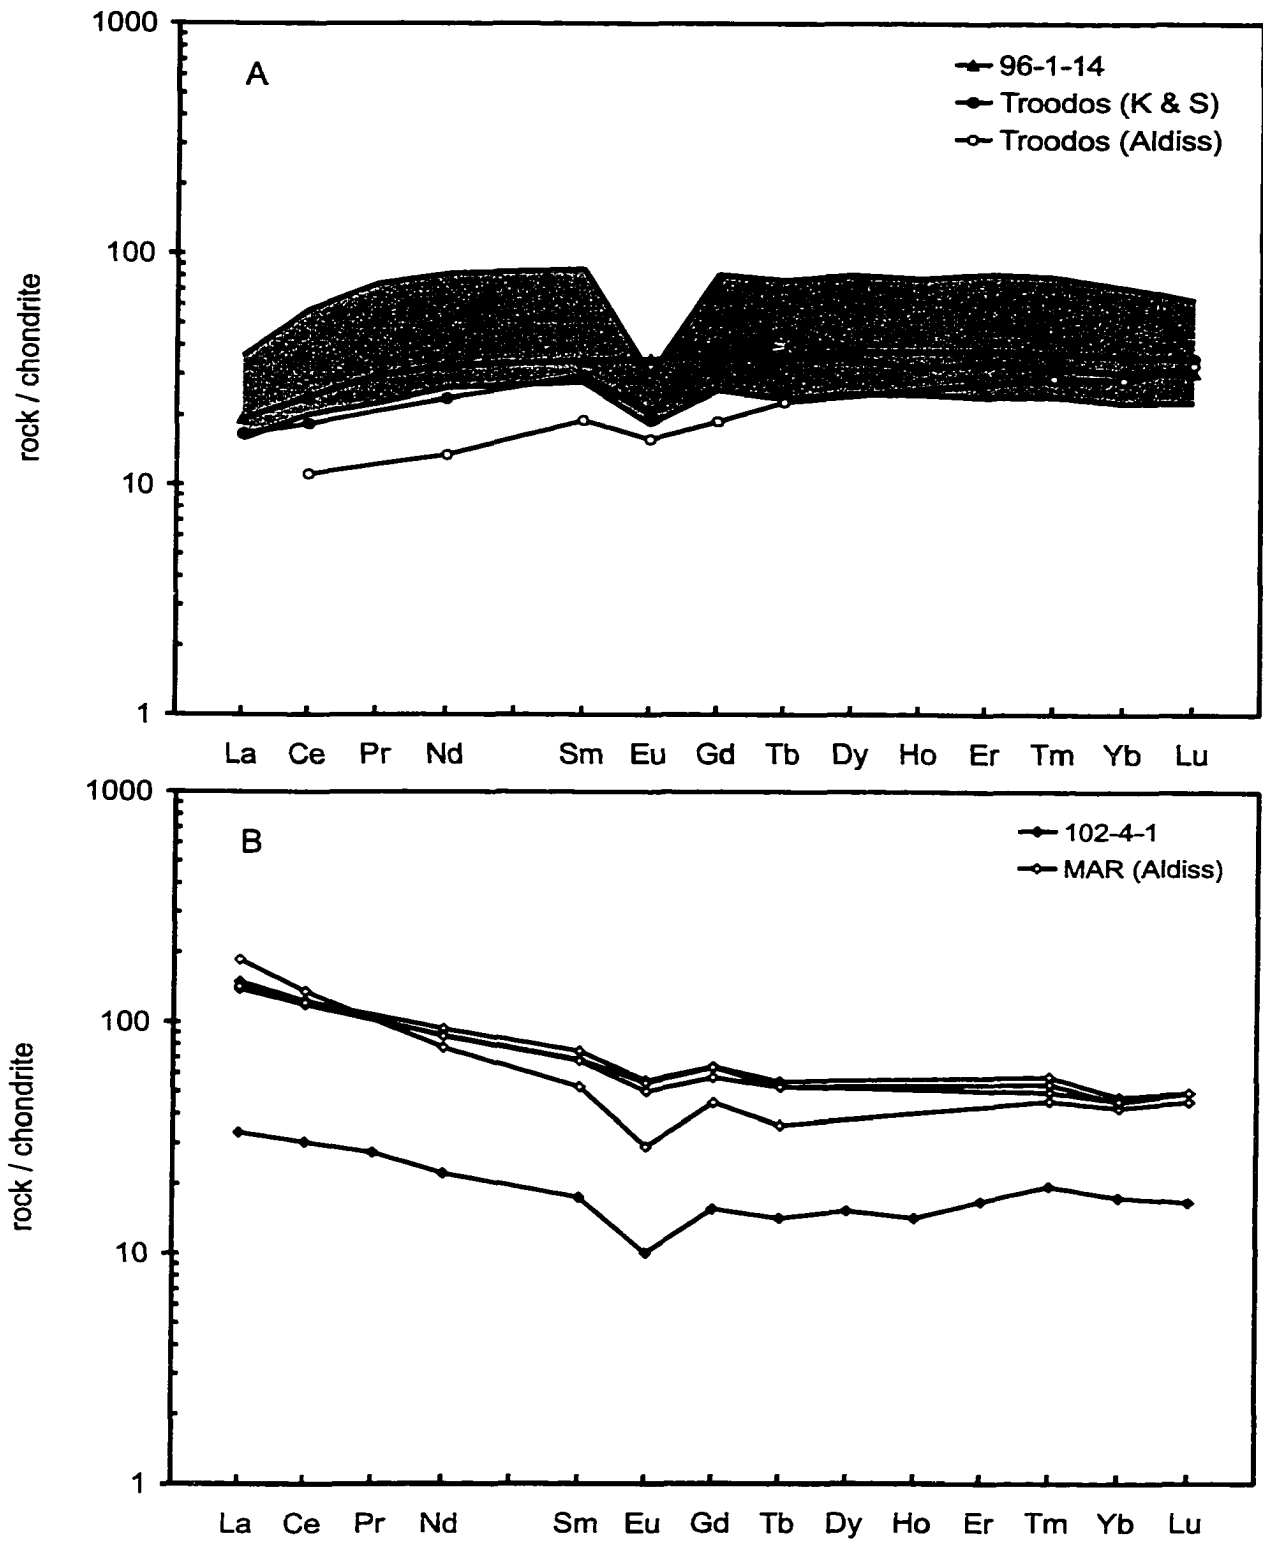 1000
A
96-1-14
Troodos (K & S)
Troodos (Aldiss)
100
rock / chondrite
10
1
La Ce Pr Nd Sm Eu Gd Tb Dy Ho Er Tm Yb Lu
1000
B
102-4-1
MAR (Aldiss)
100
rock / chondrite
10
1
La Ce Pr Nd Sm Eu Gd Tb Dy Ho Er Tm Yb Lu